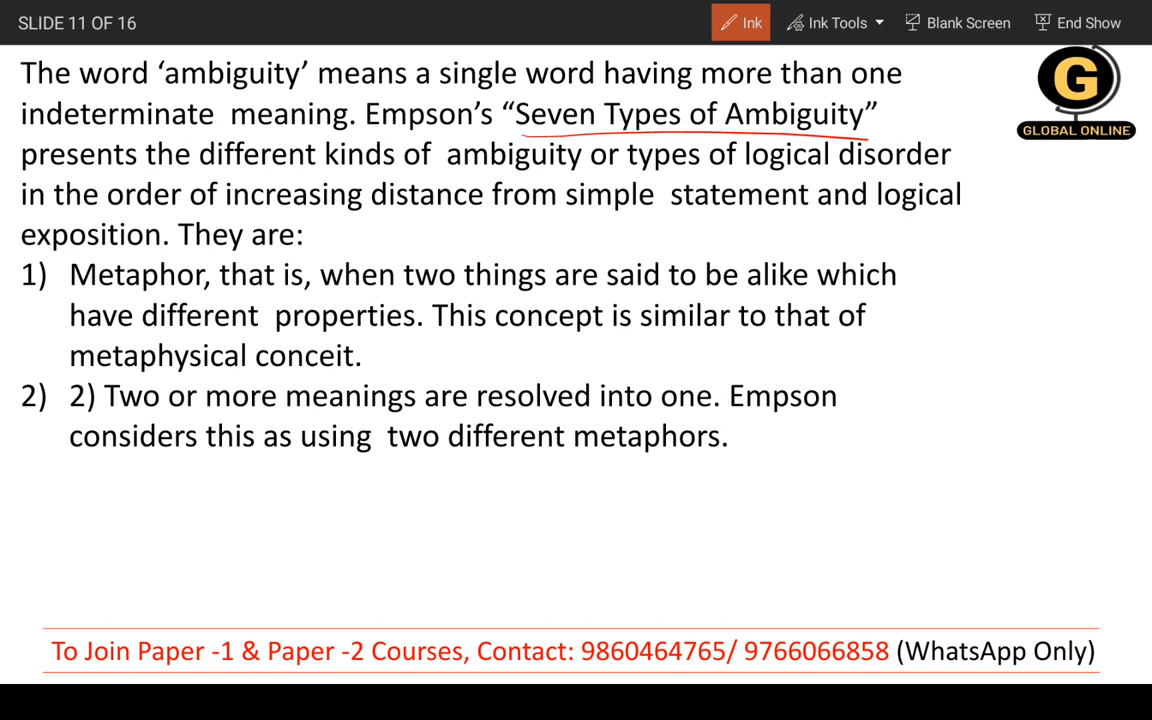 SLIDE 11 OF 16
Ink
Ink Tools
Blank Screen
End Show
The word ‘ambiguity’ means a single word having more than one
indeterminate meaning. Empson’s “Seven Types of Ambiguity”
presents the different kinds of ambiguity or types of logical disorder
in the order of increasing distance from simple statement and logical
exposition. They are:
1) Metaphor, that is, when two things are said to be alike which
have different properties. This concept is similar to that of
metaphysical conceit.
2) 2) Two or more meanings are resolved into one. Empson
considers this as using two different metaphors.
G
GLOBAL ONLINE
To Join Paper -1 & Paper -2 Courses, Contact: 9860464765/ 9766066858 (WhatsApp Only)